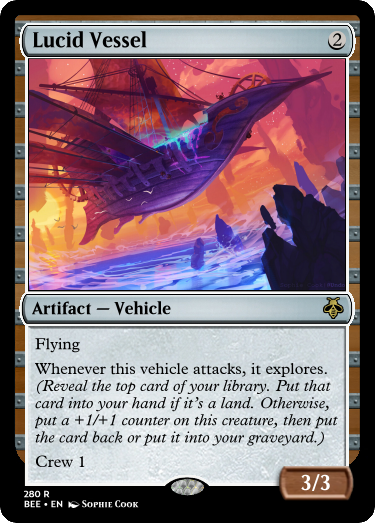 Lucid Vessel 2
Artifact — Vehicle
Flying
Whenever this vehicle attacks, it explores.
(Reveal the top card of your library. Put that
card into your hand if it's a land. Otherwise,
put a +1/+1 counter on this creature, then put
the card back or put it into your graveyard.)
Crew 1
3/3
280 R
BEE • EN Sophie Cook